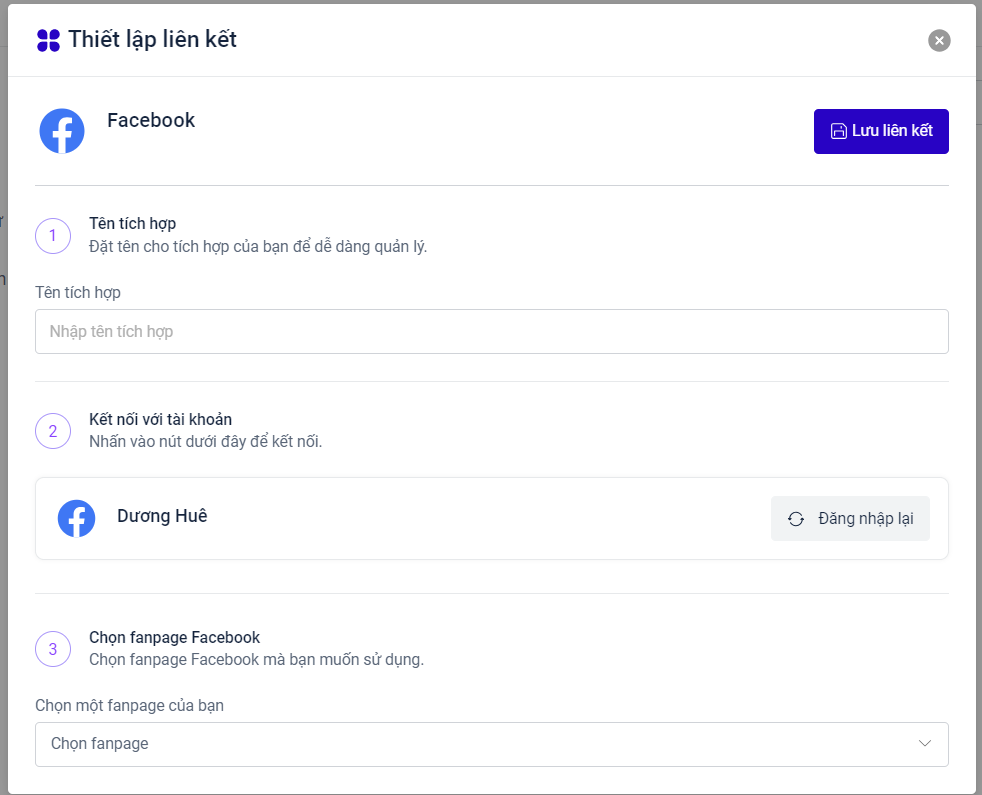 Thiết lập liên kết
Facebook
Lưu liên kết
1
Tên tích hợp
Đặt tên cho tích hợp của bạn để dễ dàng quản lý.
Tên tích hợp
Nhập tên tích hợp
2
Kết nối với tài khoản
Nhấn vào nút dưới đây để kết nối.
Dương Huê
Đăng nhập lại
3
Chọn fanpage Facebook
Chọn fanpage Facebook mà bạn muốn sử dụng.
Chọn một fanpage của bạn
Chọn fanpage